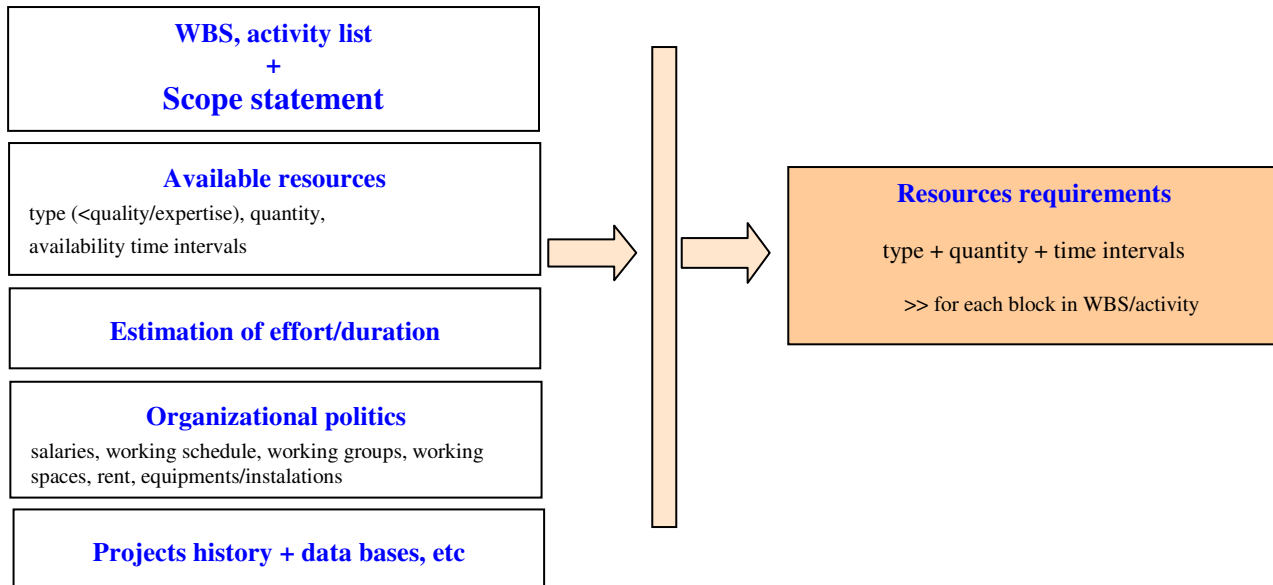 WBS, activity list
+
Scope statement
Available resources
type (<quality/expertise), quantity,
availability time intervals
Estimation of effort/duration
Organizational politics
salaries, working schedule, working groups, working
spaces, rent, equipments/instalations
Projects history + data bases, etc
Resources requirements
type + quantity + time intervals
>> for each block in WBS/activity